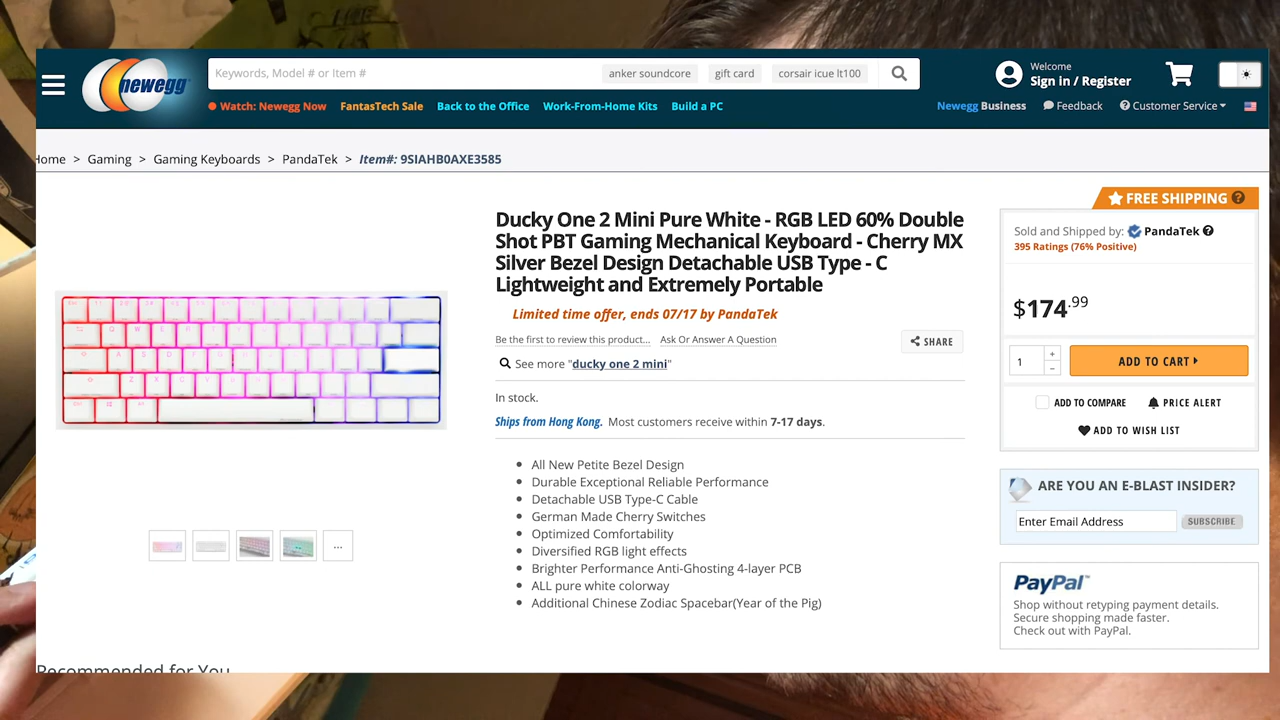 newegg
Keywords, Model # or Item #
anker soundcore
gift card
corsair icue lt100
Welcome
Sign in / Register
Watch: Newegg Now
FantasTech Sale
Back to the Office
Work-From-Home Kits
Build a PC
Newegg Business
Feedback
Customer Service
Home > Gaming > Gaming Keyboards > PandaTek > Item#: 9SIAHB0AXE3585
Ducky One 2 Mini Pure White - RGB LED 60% Double
Shot PBT Gaming Mechanical Keyboard - Cherry MX
Silver Bezel Design Detachable USB Type - C
Lightweight and Extremely Portable
Limited time offer, ends 07/17 by PandaTek
Be the first to review this product...
Ask Or Answer A Question
SHARE
See more "ducky one 2 mini"
In stock.
Ships from Hong Kong. Most customers receive within 7-17 days.
All New Petite Bezel Design
Durable Exceptional Reliable Performance
Detachable USB Type-C Cable
German Made Cherry Switches
Optimized Comfortability
Diversified RGB light effects
Brighter Performance Anti-Ghosting 4-layer PCB
ALL pure white colorway
Additional Chinese Zodiac Spacebar(Year of the Pig)
FREE SHIPPING ?
Sold and Shipped by: PandaTek ?
395 Ratings (76% Positive)
$174.99
1
+
−
ADD TO CART
ADD TO COMPARE
PRICE ALERT
ADD TO WISH LIST
ARE YOU AN E-BLAST INSIDER?
Enter Email Address
SUBSCRIBE
PayPal™
Shop without retyping payment details.
Secure shopping made faster.
Check out with PayPal.
...
Recommended for You